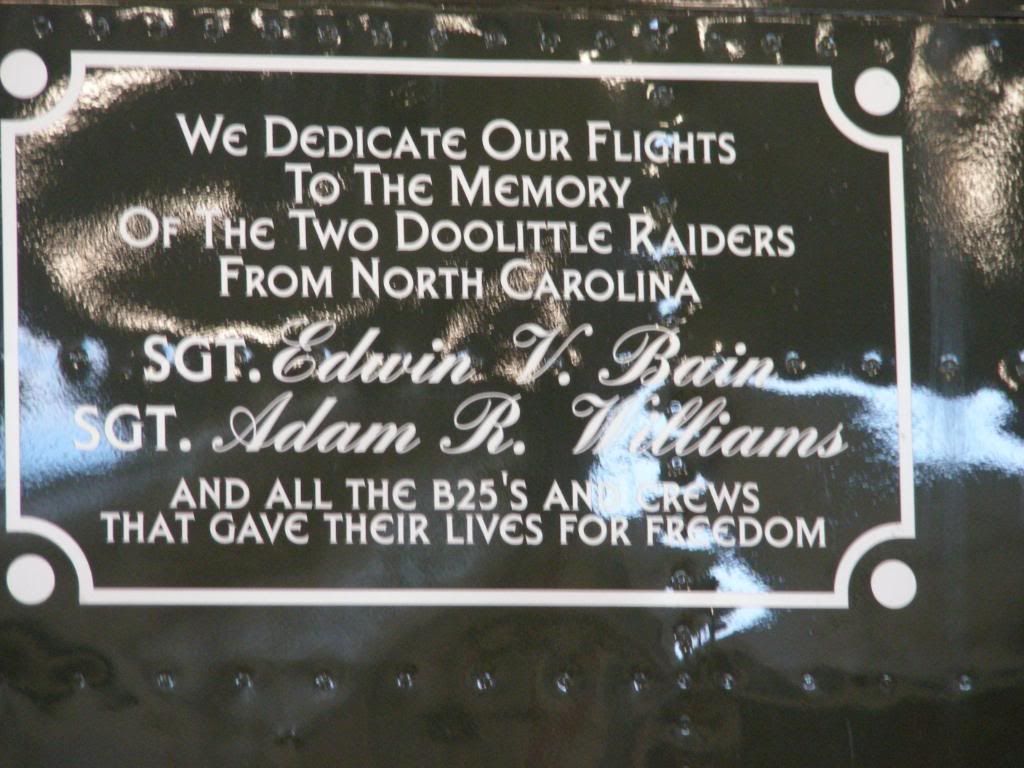 We Dedicate Our Flights
To The Memory
Of The Two Doolittle Raiders
From North Carolina
SGT. Edwin V. Bain
SGT. Adam R. Williams
AND ALL THE B25'S AND CREWS
THAT GAVE THEIR LIVES FOR FREEDOM